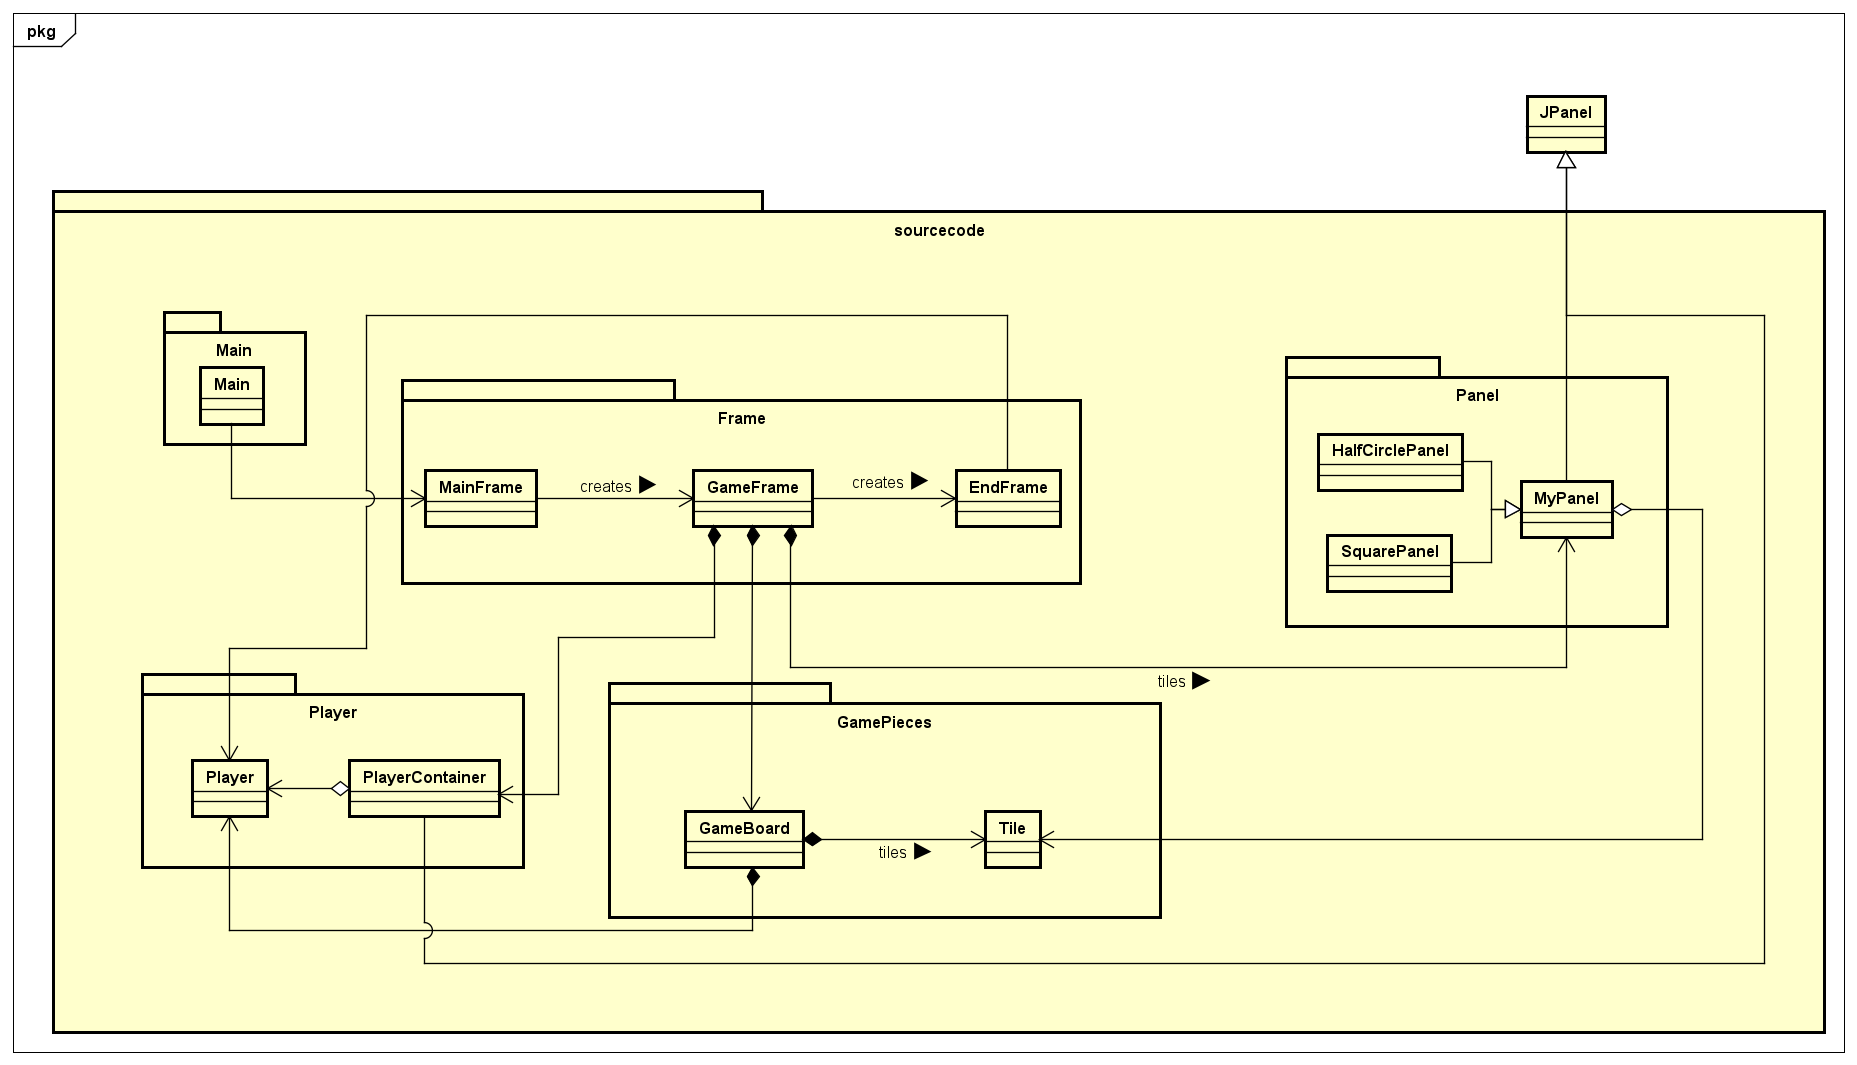 pkg
JPanel
sourcecode
Main
Main
Frame
MainFrame
creates
GameFrame
creates
EndFrame
Panel
HalfCirclePanel
MyPanel
SquarePanel
tiles
Player
Player
PlayerContainer
GamePieces
GameBoard
tiles
Tile